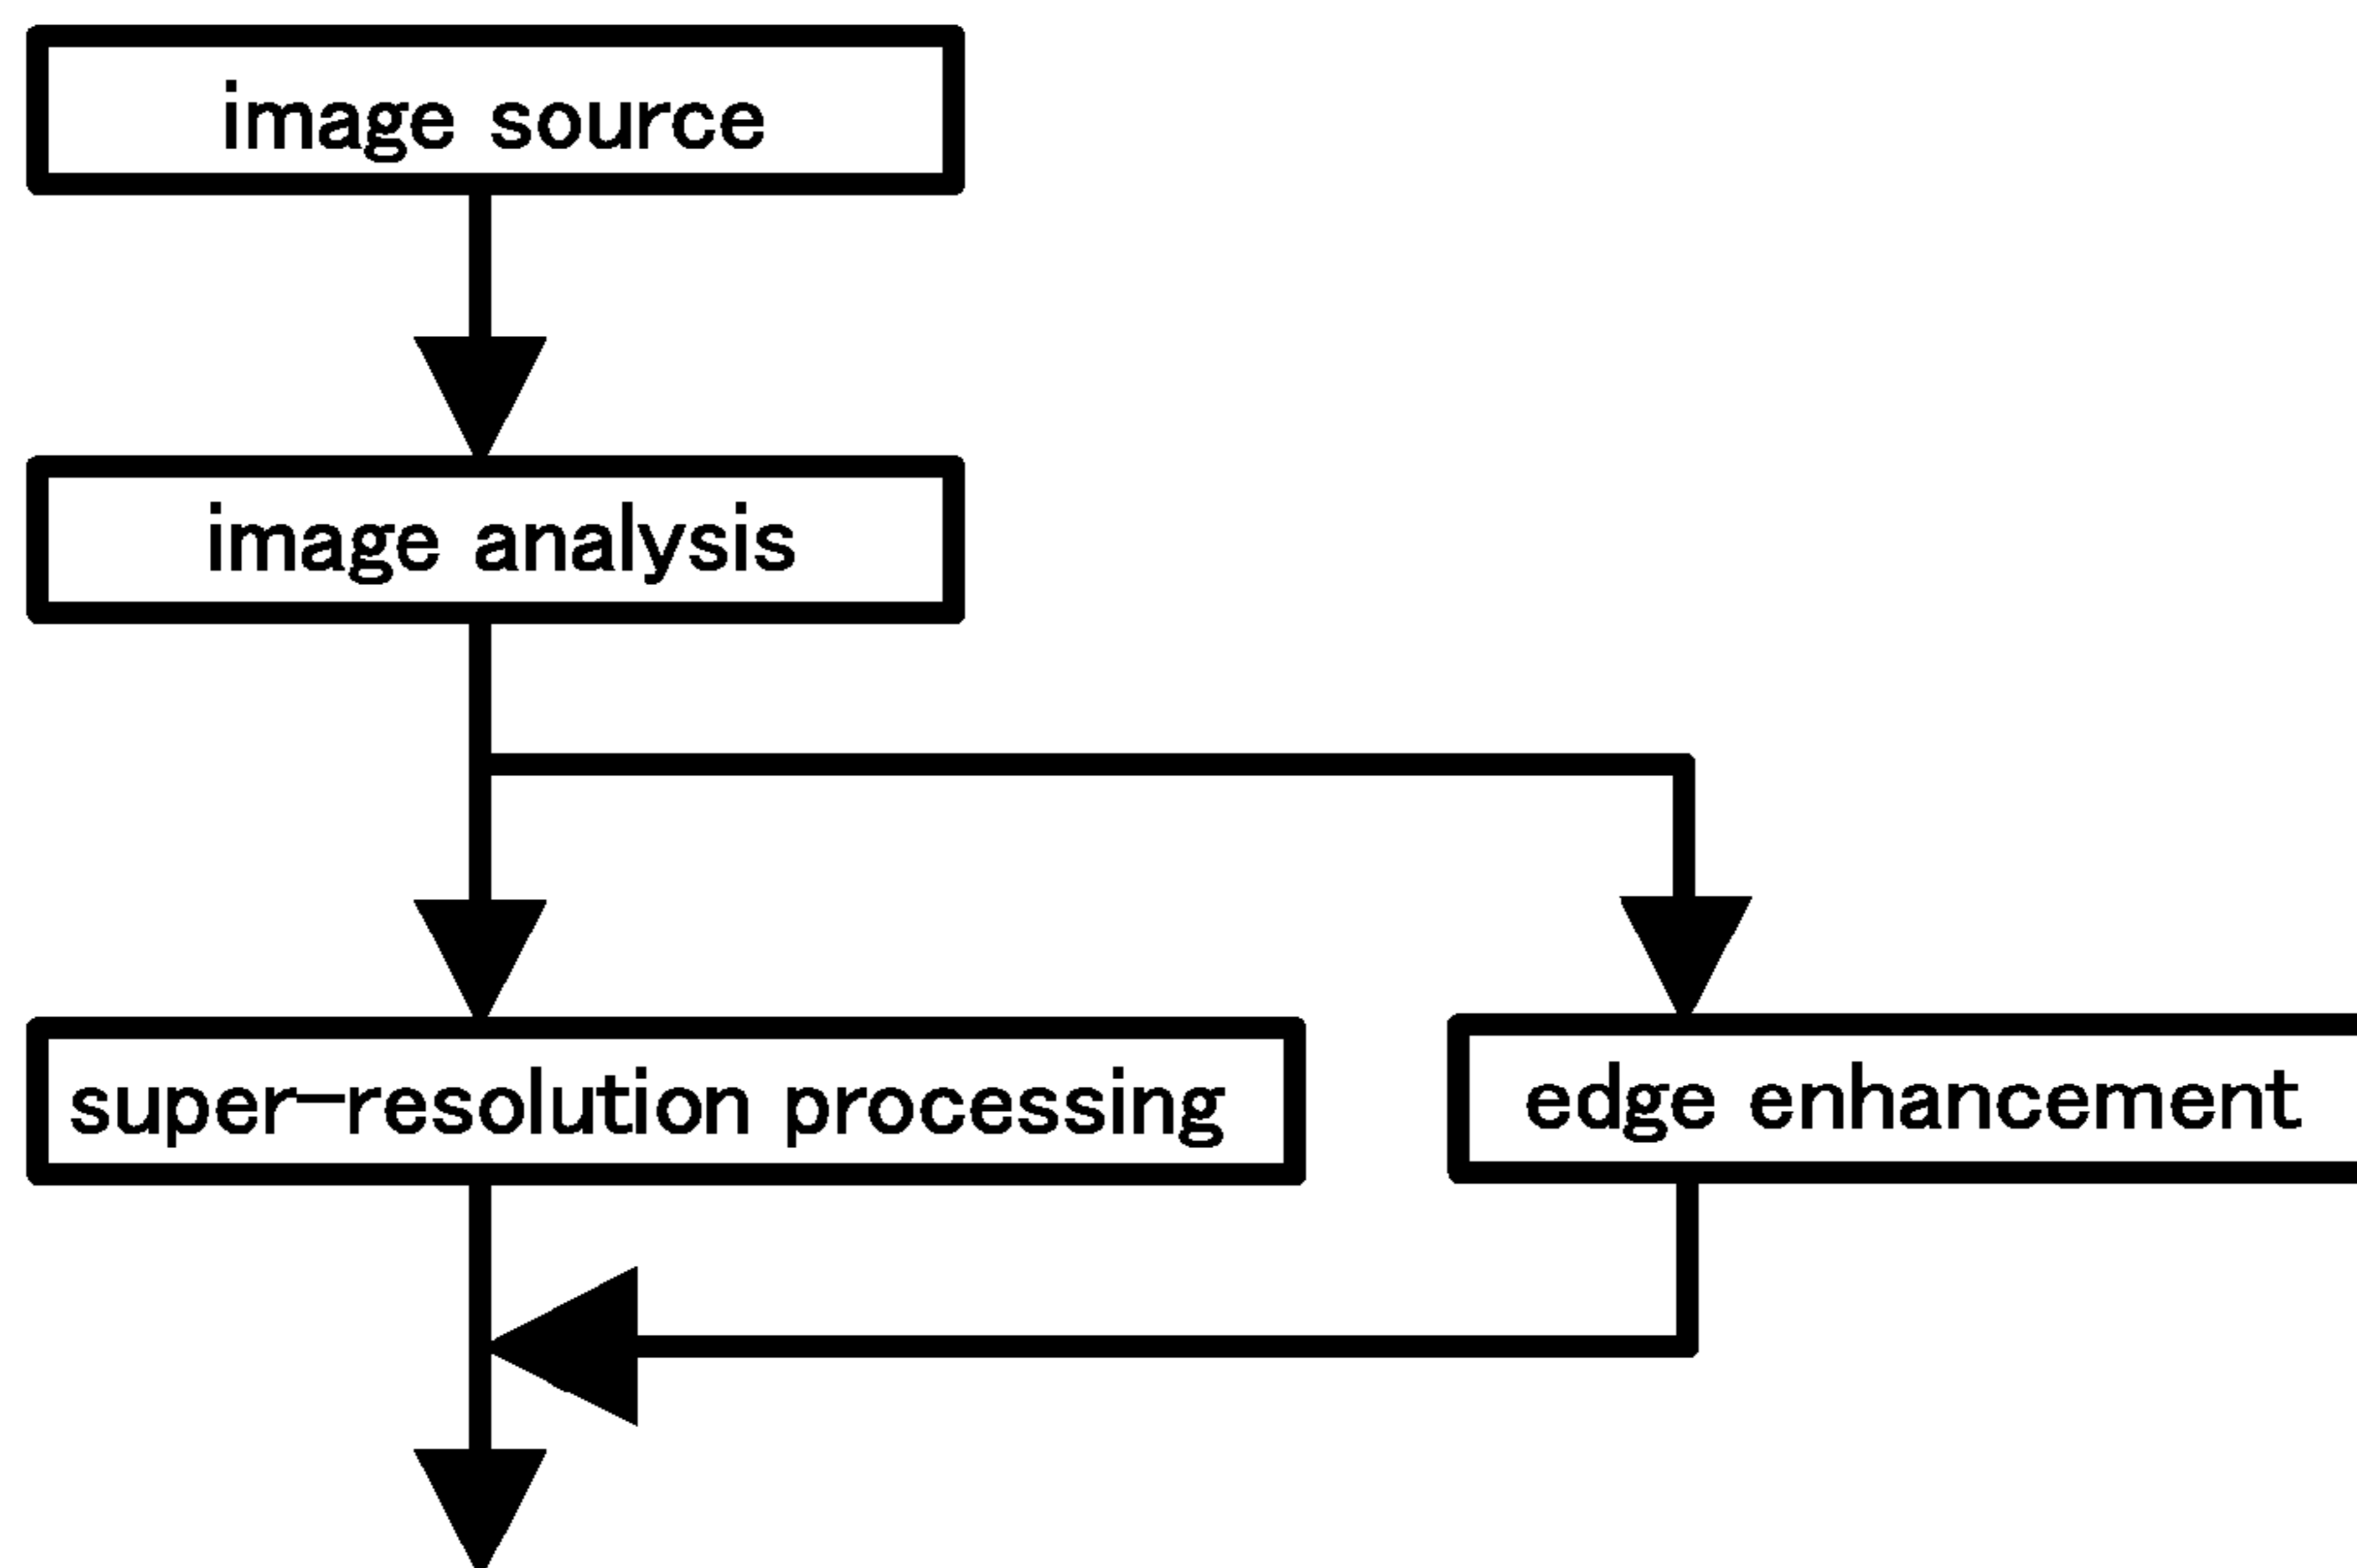 image source
image analysis
super-resolution processing
edge enhancement